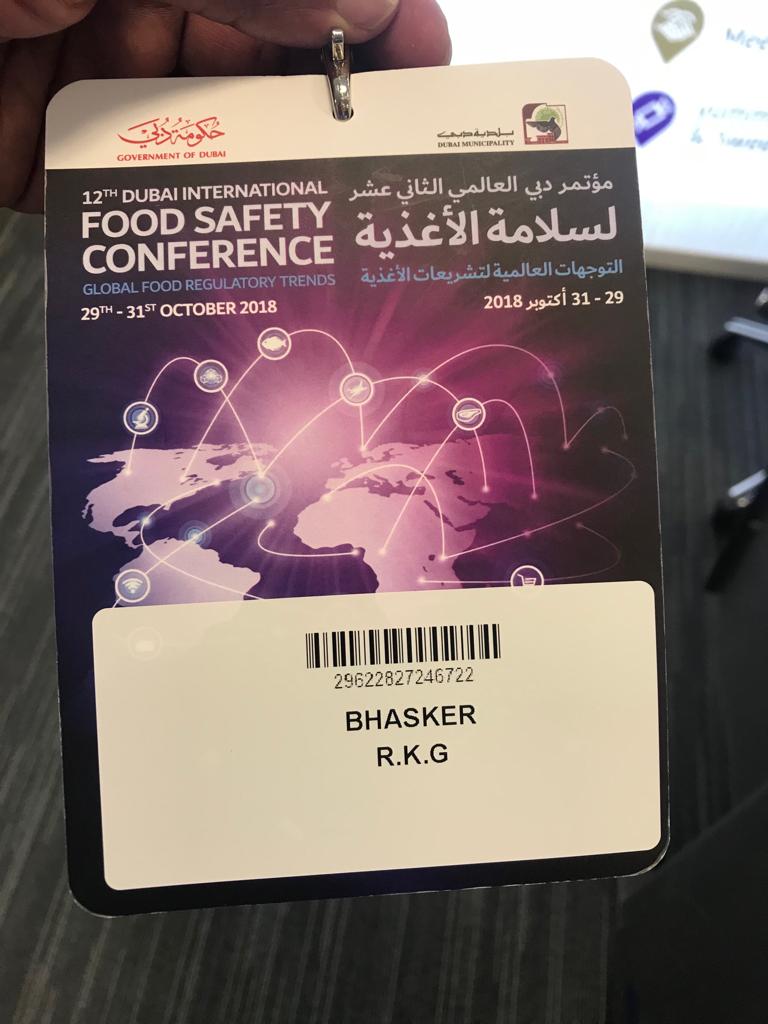 حكومة دبي
GOVERNMENT OF DUBAI
بلدية دبي
DUBAI MUNICIPALITY
12TH DUBAI INTERNATIONAL
FOOD SAFETY
CONFERENCE
GLOBAL FOOD REGULATORY TRENDS
29TH - 31ST OCTOBER 2018
مؤتمر دبي العالمي الثاني عشر
لسلامة الأغذية
التوجهات العالمية لتشريعات الأغذية
29 - 31 أكتوبر 2018
29622827246722
BHASKER
R.K.G